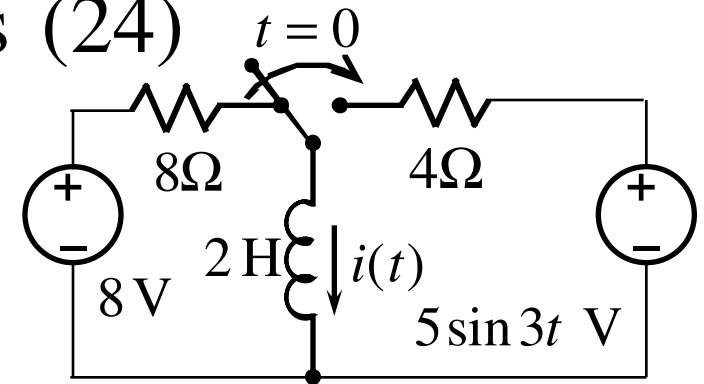 s (24)
t = 0
8Ω
4Ω
+
+
2 H
i(t)
−
−
8 V
5 sin 3t V